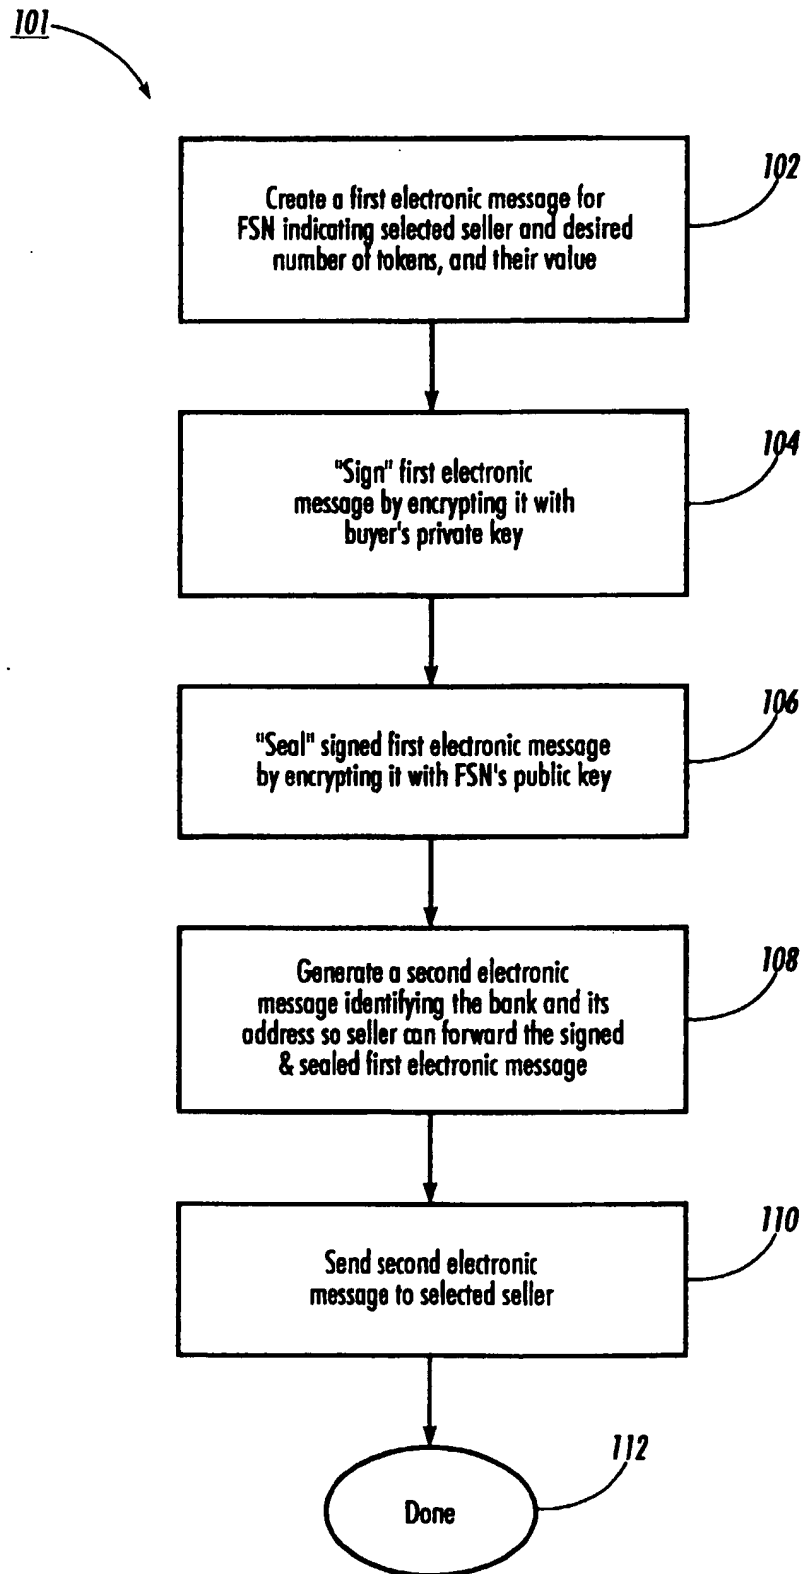 101
102
Create a first electronic message for
FSN indicating selected seller and desired
number of tokens, and their value
104
"Sign" first electronic
message by encrypting it with
buyer's private key
106
"Seal" signed first electronic message
by encrypting it with FSN's public key
108
Generate a second electronic
message identifying the bank and its
address so seller can forward the signed
& sealed first electronic message
110
Send second electronic
message to selected seller
112
Done